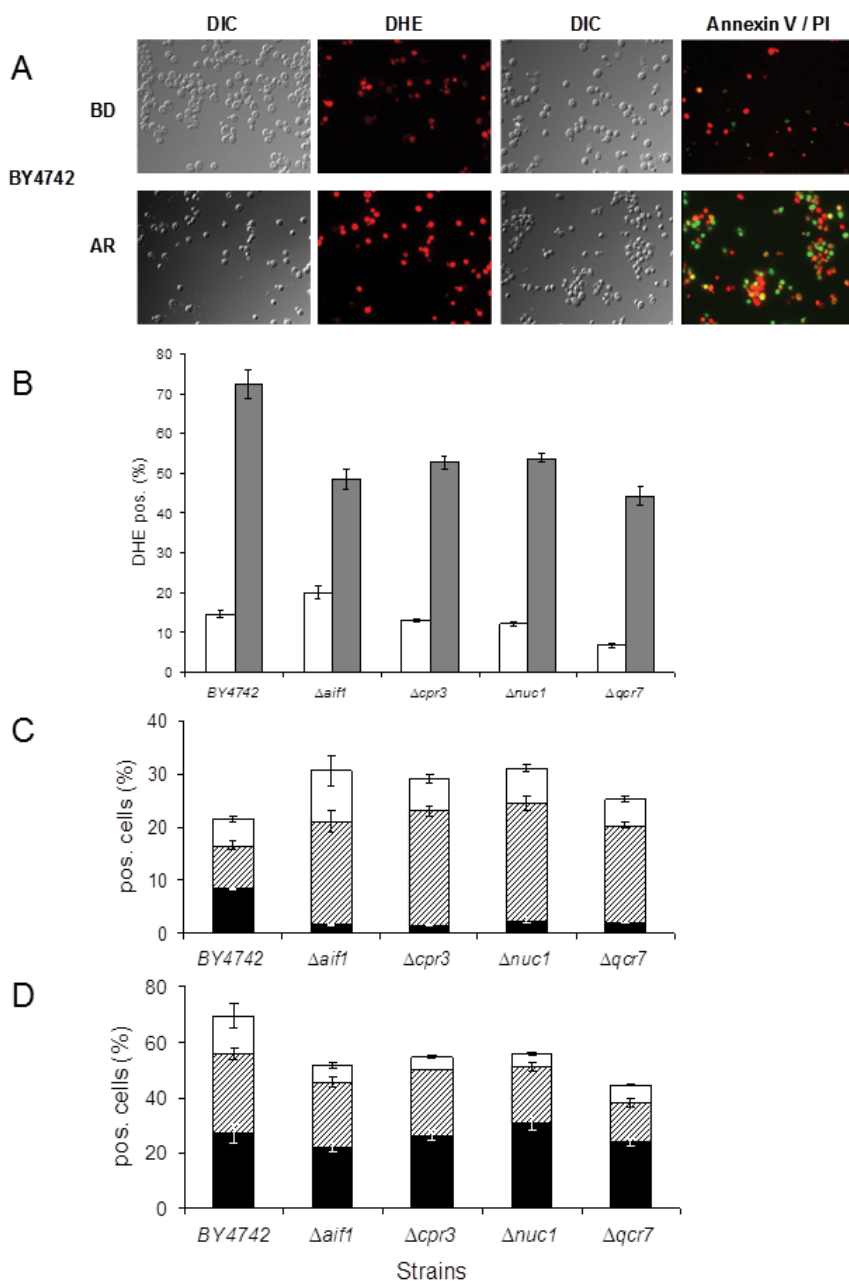 DIC DHE DIC Annexin V / PI
A
BD
BY4742
AR
B
80
70
60
50
40
30
20
10
0
DHE pos. (%)
BY4742 Δaif1 Δcpr3 Δnuc1 Δqcr7
C
40
30
20
10
0
pos. cells (%)
BY4742 Δaif1 Δcpr3 Δnuc1 Δqcr7
D
80
60
40
20
0
pos. cells (%)
BY4742 Δaif1 Δcpr3 Δnuc1 Δqcr7
Strains